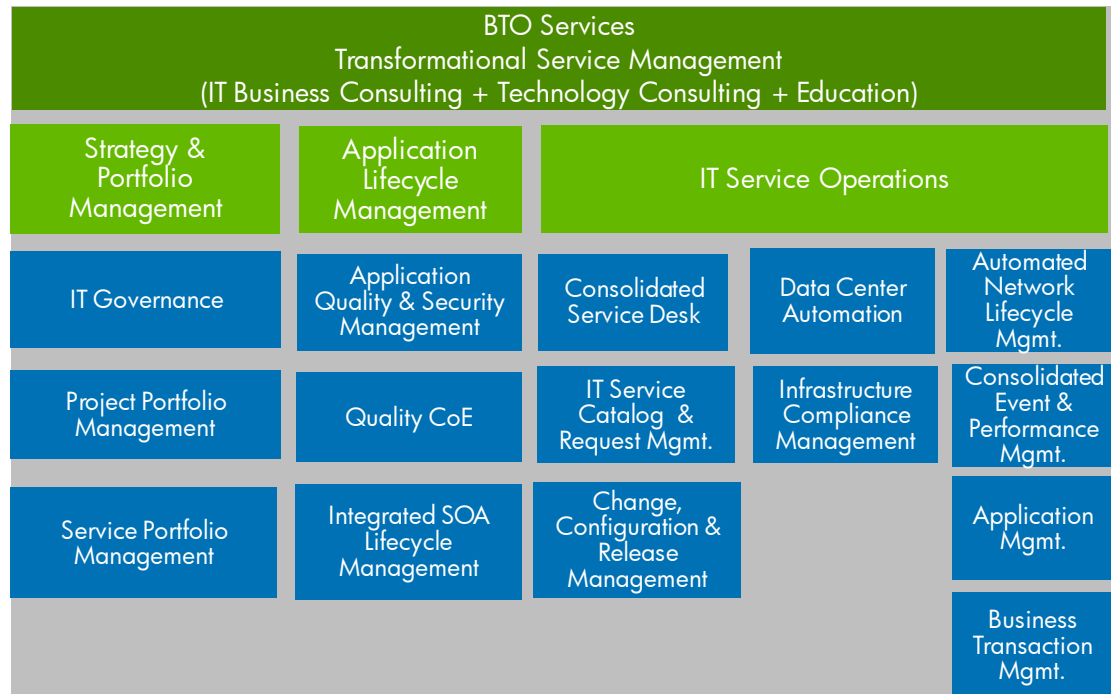 BTO Services
Transformational Service Management
(IT Business Consulting + Technology Consulting + Education)
Strategy &
Portfolio
Management
Application
Lifecycle
Management
IT Service Operations
IT Governance
Application
Quality & Security
Management
Consolidated
Service Desk
Data Center
Automation
Automated
Network
Lifecycle
Mgmt.
Project Portfolio
Management
Quality CoE
IT Service
Catalog &
Request Mgmt.
Infrastructure
Compliance
Management
Consolidated
Event &
Performance
Mgmt.
Service Portfolio
Management
Integrated SOA
Lifecycle
Management
Change,
Configuration &
Release
Management
Application
Mgmt.
Business
Transaction
Mgmt.